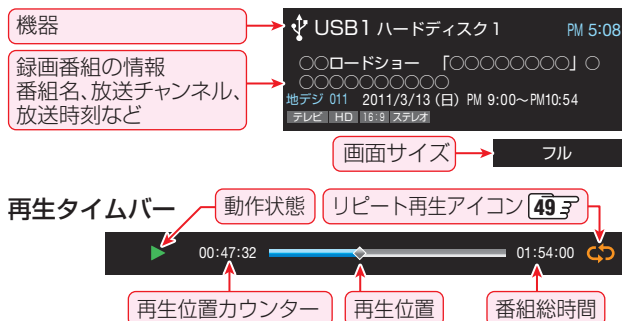 機器
USB1 ハードディスク1 PM 5:08
録画番組の情報
番組名、放送チャンネル、
放送時刻など
○○ロードショー 「○○○○○○○○」○
○○○○○○○○○○
地デジ 011 2011/3/13 (日) PM 9:00～PM10:54
テレビ HD 16:9 ステレオ
画面サイズ フル
再生タイムバー 動作状態 リピート再生アイコン 49
00:47:32 01:54:00
再生位置カウンター 再生位置 番組総時間